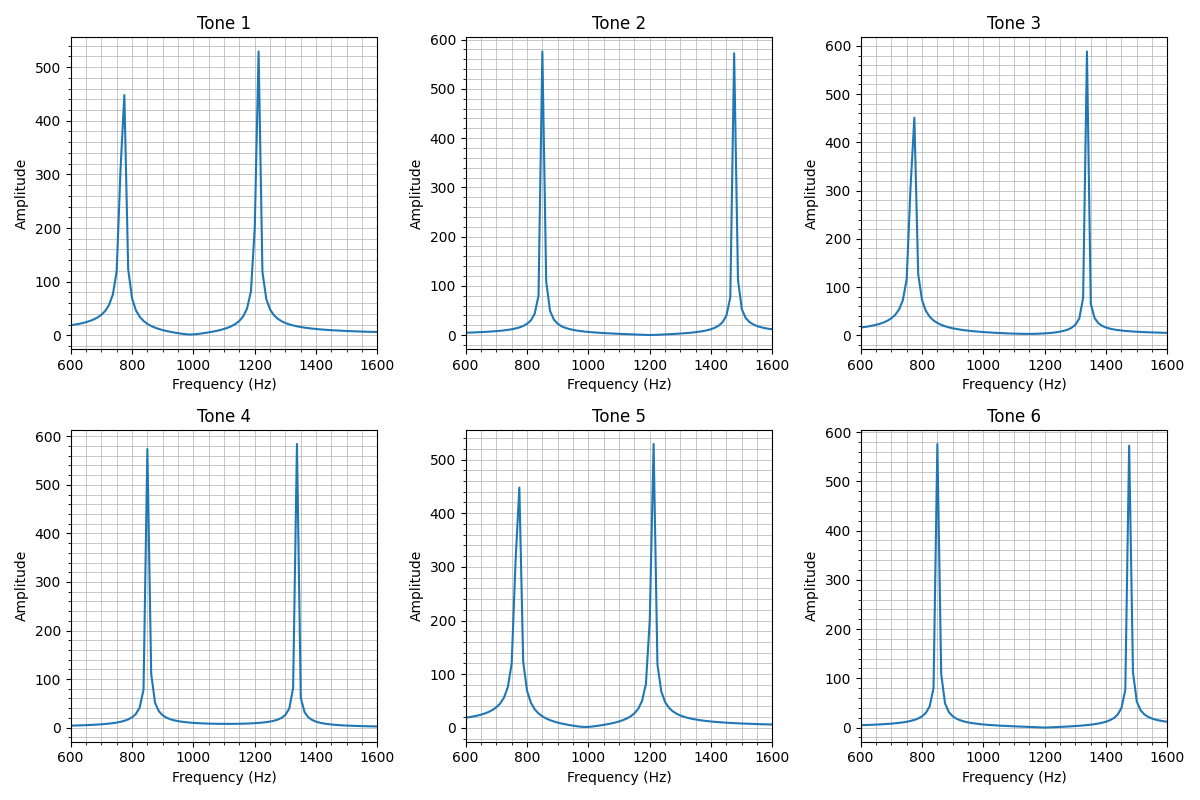 Tone 1 Tone 2 Tone 3
Amplitude Amplitude Amplitude
500 600 600
400 500 500
300 400 400
200 300 300
100 200 200
0 100 100
0 0
600 800 1000 1200 1400 1600 600 800 1000 1200 1400 1600 600 800 1000 1200 1400 1600
Frequency (Hz) Frequency (Hz) Frequency (Hz)
Tone 4 Tone 5 Tone 6
Amplitude Amplitude Amplitude
600 500 600
500 400 500
400 300 400
300 200 300
200 100 200
100 0 100
0 0
600 800 1000 1200 1400 1600 600 800 1000 1200 1400 1600 600 800 1000 1200 1400 1600
Frequency (Hz) Frequency (Hz) Frequency (Hz)